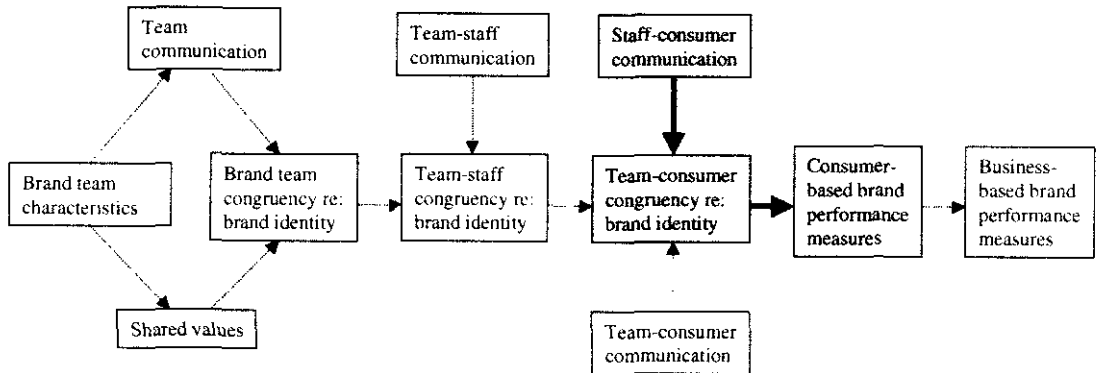 Team
communication
Team-staff
communication
Staff-consumer
communication
Brand team
characteristics
Brand team
congruency re:
brand identity
Team-staff
congruency re:
brand identity
Team-consumer
congruency re:
brand identity
Consumer-
based brand
performance
measures
Business-
based brand
performance
measures
Shared values
Team-consumer
communication